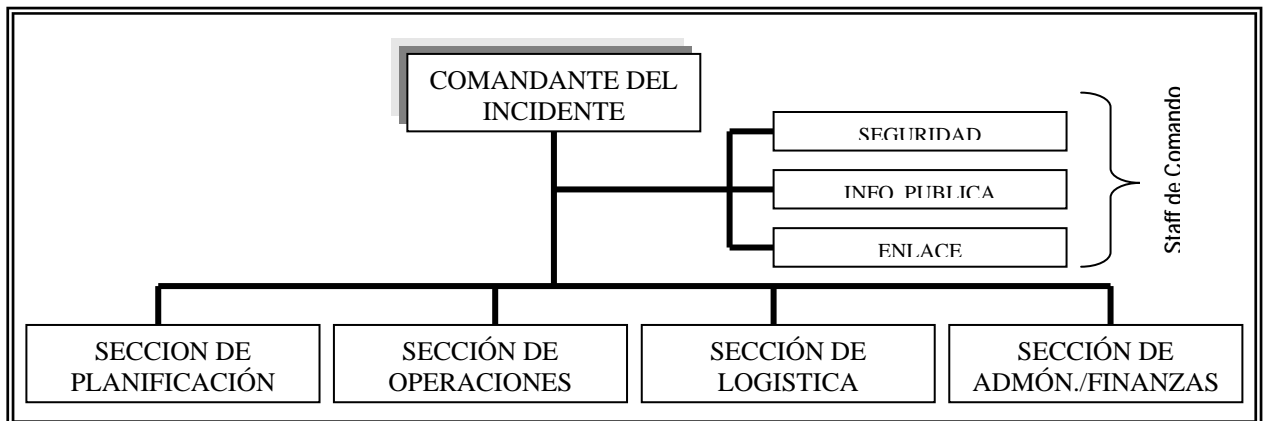 COMANDANTE DEL
INCIDENTE
SEGURIDAD
INFO. PUBLICA
ENLACE
Staff de Comando
SECCION DE
PLANIFICACIÓN
SECCIÓN DE
OPERACIONES
SECCIÓN DE
LOGISTICA
SECCIÓN DE
ADMÓN./FINANZAS